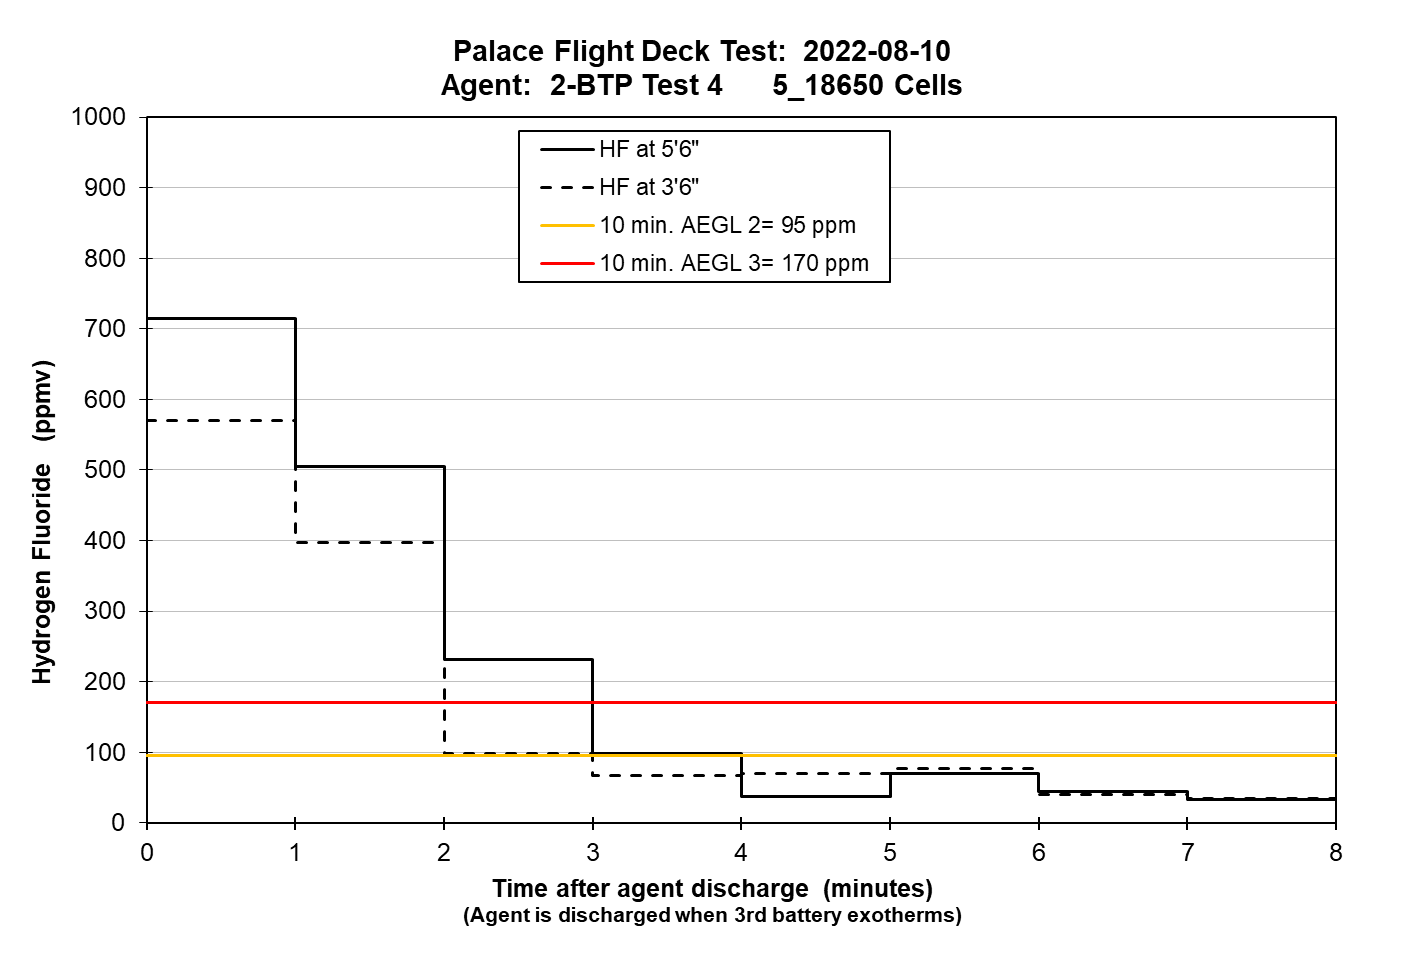 Palace Flight Deck Test:  2022-08-10
Agent:  2-BTP Test 4      5_18650 Cells
HF at 5'6"
HF at 3'6"
10 min. AEGL 2= 95 ppm
10 min. AEGL 3= 170 ppm
Hydrogen Fluoride  (ppmv)
1000
900
800
700
600
500
400
300
200
100
0
0 1 2 3 4 5 6 7 8
Time after agent discharge  (minutes)
(Agent is discharged when 3rd battery exotherms)